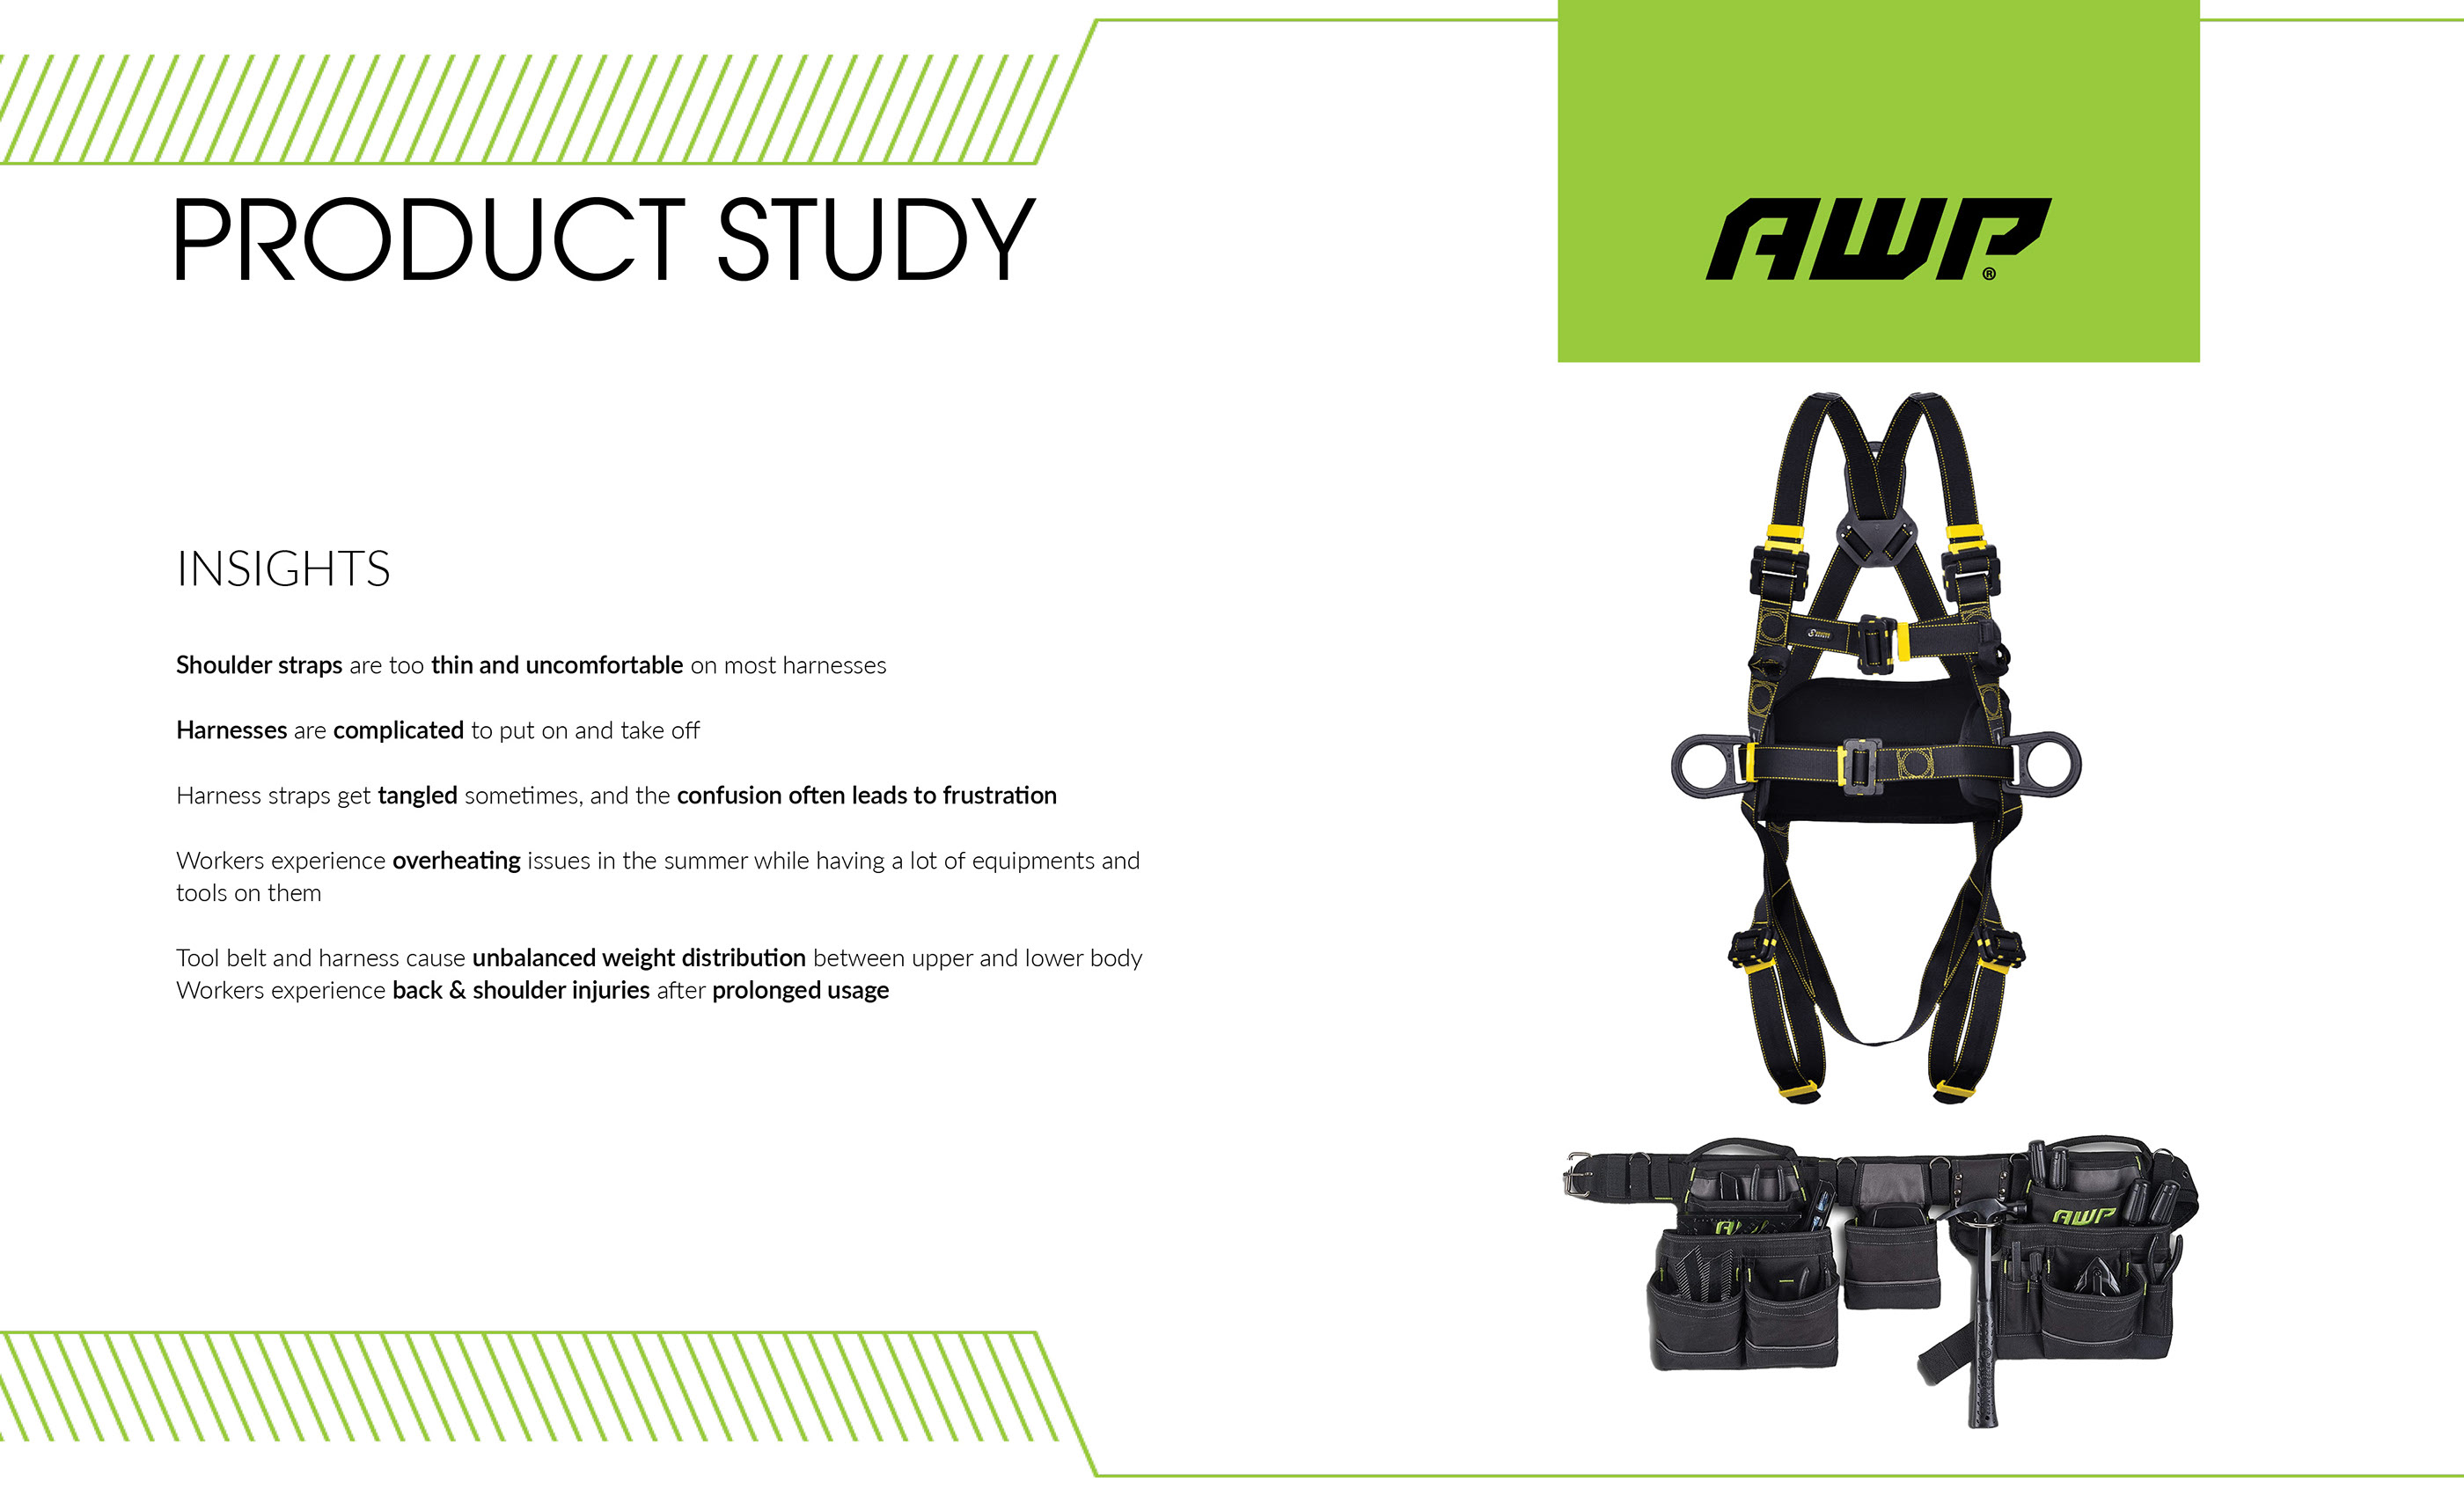 PRODUCT STUDY
AWP®
INSIGHTS
Shoulder straps are too thin and uncomfortable on most harnesses
Harnesses are complicated to put on and take off
Harness straps get tangled sometimes, and the confusion often leads to frustration
Workers experience overheating issues in the summer while having a lot of equipments and
tools on them
Tool belt and harness cause unbalanced weight distribution between upper and lower body
Workers experience back & shoulder injuries after prolonged usage
AWP